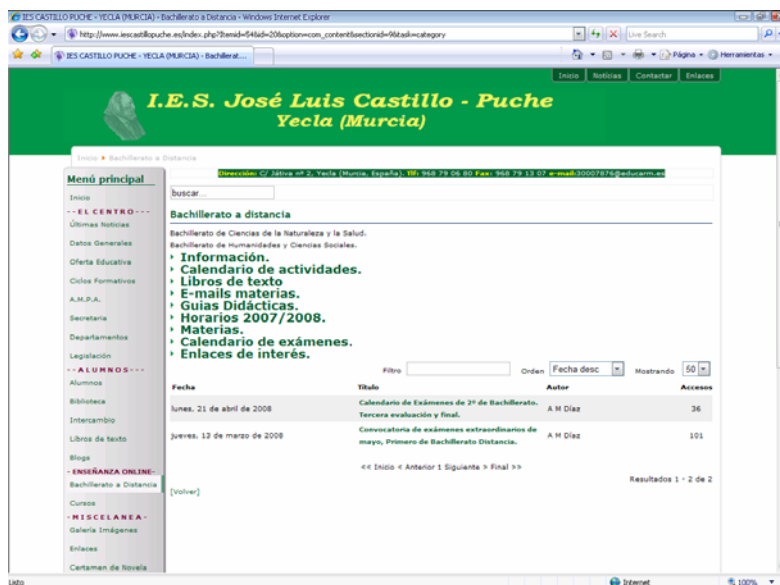 IES CASTILLO PUCHE - YECLA (MURCIA) - Bachillerato a Distancia - Windows Internet Explorer
http://www.iescastillopuche.es/index.php?Itemid=54&id=20&option=com_content&sectionid=9&task=category
Live Search
IES CASTILLO PUCHE - YECLA (MURCIA) - Bachillerat...
Página
Herramientas
Inicio Noticias Contactar Enlaces
I.E.S. José Luis Castillo - Puche
Yecla (Murcia)
Inicio Bachillerato a Distancia
Menú principal
Inicio
--EL CENTRO---
Últimas Noticias
Datos Generales
Oferta Educativa
Ciclos Formativos
A.M.P.A.
Secretaria
Departamentos
Legislación
--ALUMNOS---
Alumnos
Biblioteca
Intercambio
Libros de texto
Blogs
- ENSEÑANZA ONLINE-
Bachillerato a Distancia
Cursos
-MISCELANEA-
Galería Imágenes
Enlaces
Certamen de Novela
Dirección: C/ Játiva nº 2, Yecla (Murcia, España). Tlf: 968 79 06 80 Fax: 968 79 13 07 e-mail:30007876@educarm.es
buscar...
Bachillerato a distancia
Bachillerato de Ciencias de la Naturaleza y la Salud.
Bachillerato de Humanidades y Ciencias Sociales.
Información.
Calendario de actividades.
Libros de texto
E-mails materias.
Guias Didácticas.
Horarios 2007/2008.
Materias.
Calendario de exámenes.
Enlaces de interés.
Filtro Orden Fecha desc Mostrando 50
Fecha Título Autor Accesos
lunes, 21 de abril de 2008 Calendario de Exámenes de 2º de Bachillerato. Tercera evaluación y final. A M Díaz 36
jueves, 13 de marzo de 2008 Convocatoria de exámenes extraordinarios de mayo, Primero de Bachillerato Distancia. A M Díaz 101
<< Inicio < Anterior 1 Siguiente > Final >>
Resultados 1 - 2 de 2
[Volver]
Listo
Internet
100%